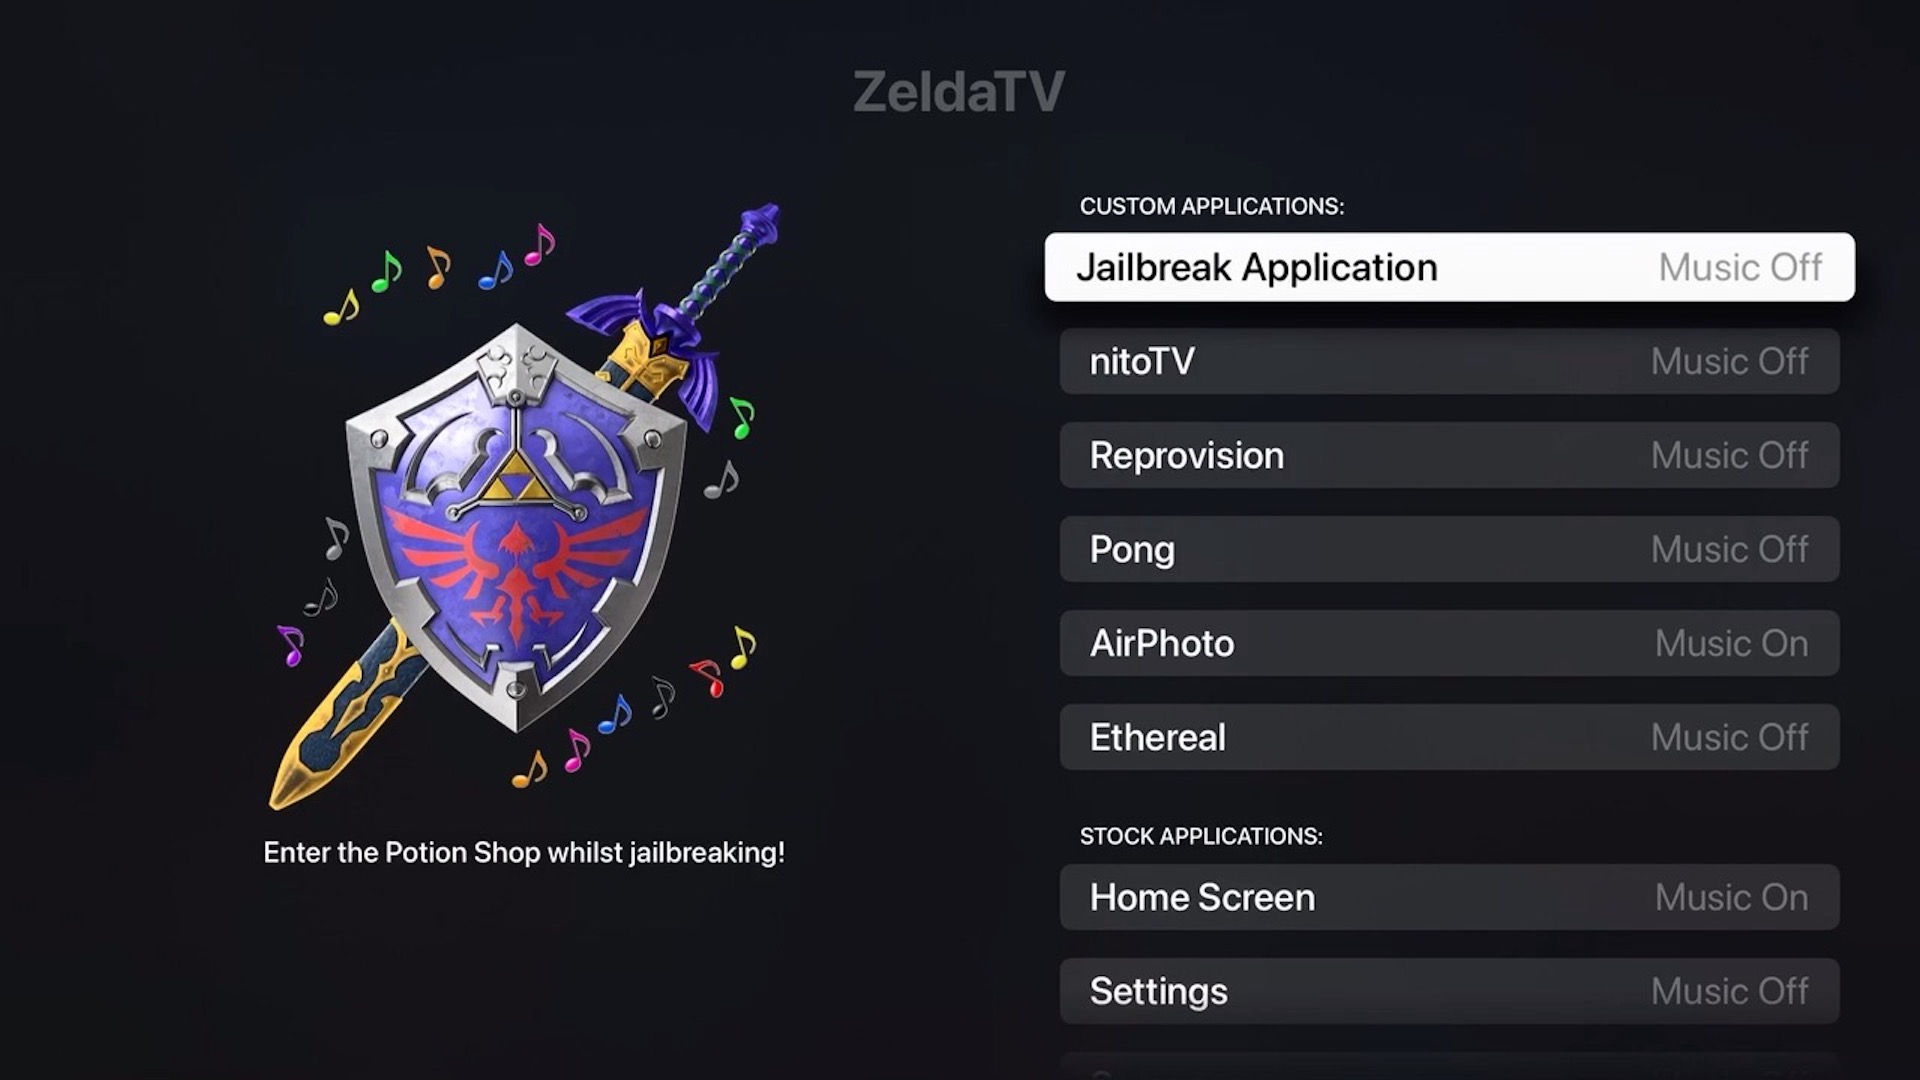 ZeldaTV
CUSTOM APPLICATIONS:
Jailbreak Application Music Off
nitoTV Music Off
Reprovision Music Off
Pong Music Off
AirPhoto Music On
Ethereal Music Off
Enter the Potion Shop whilst jailbreaking!
STOCK APPLICATIONS:
Home Screen Music On
Settings Music Off